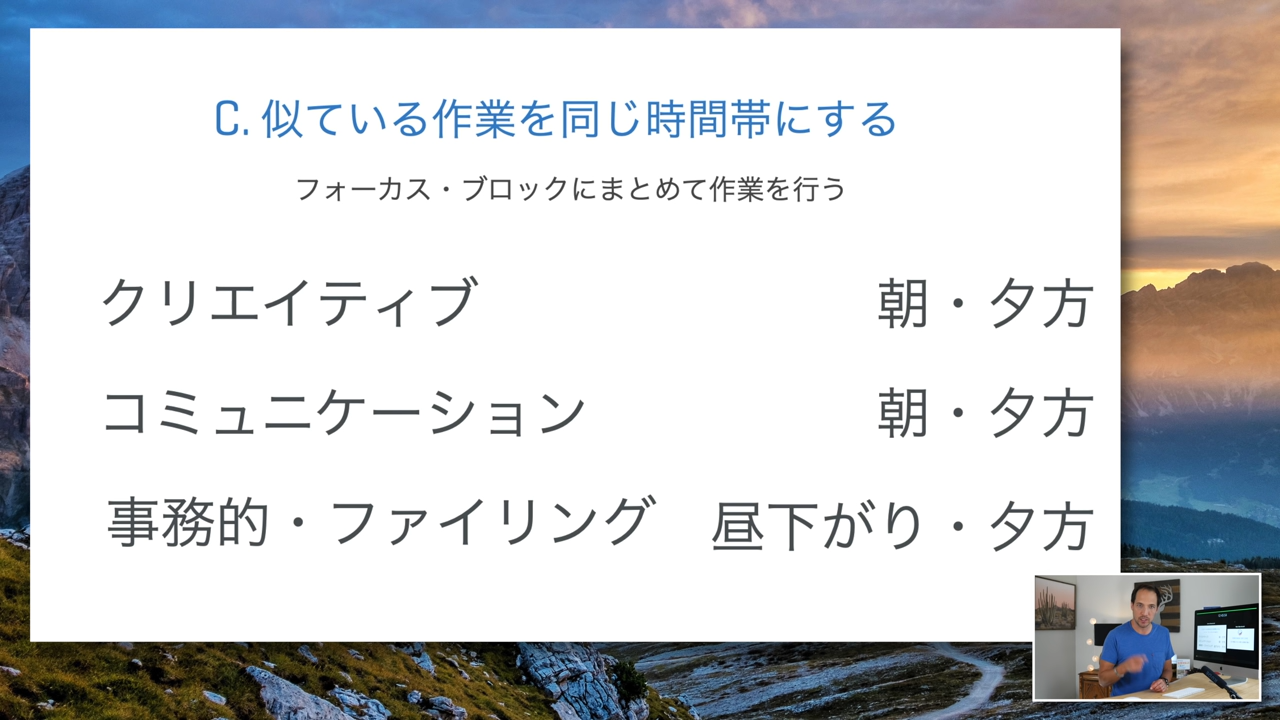 C. 似ている作業を同じ時間帯にする
フォーカス・ブロックにまとめて作業を行う
クリエイティブ 朝・夕方
コミュニケーション 朝・夕方
事務的・ファイリング 昼下がり・夕方